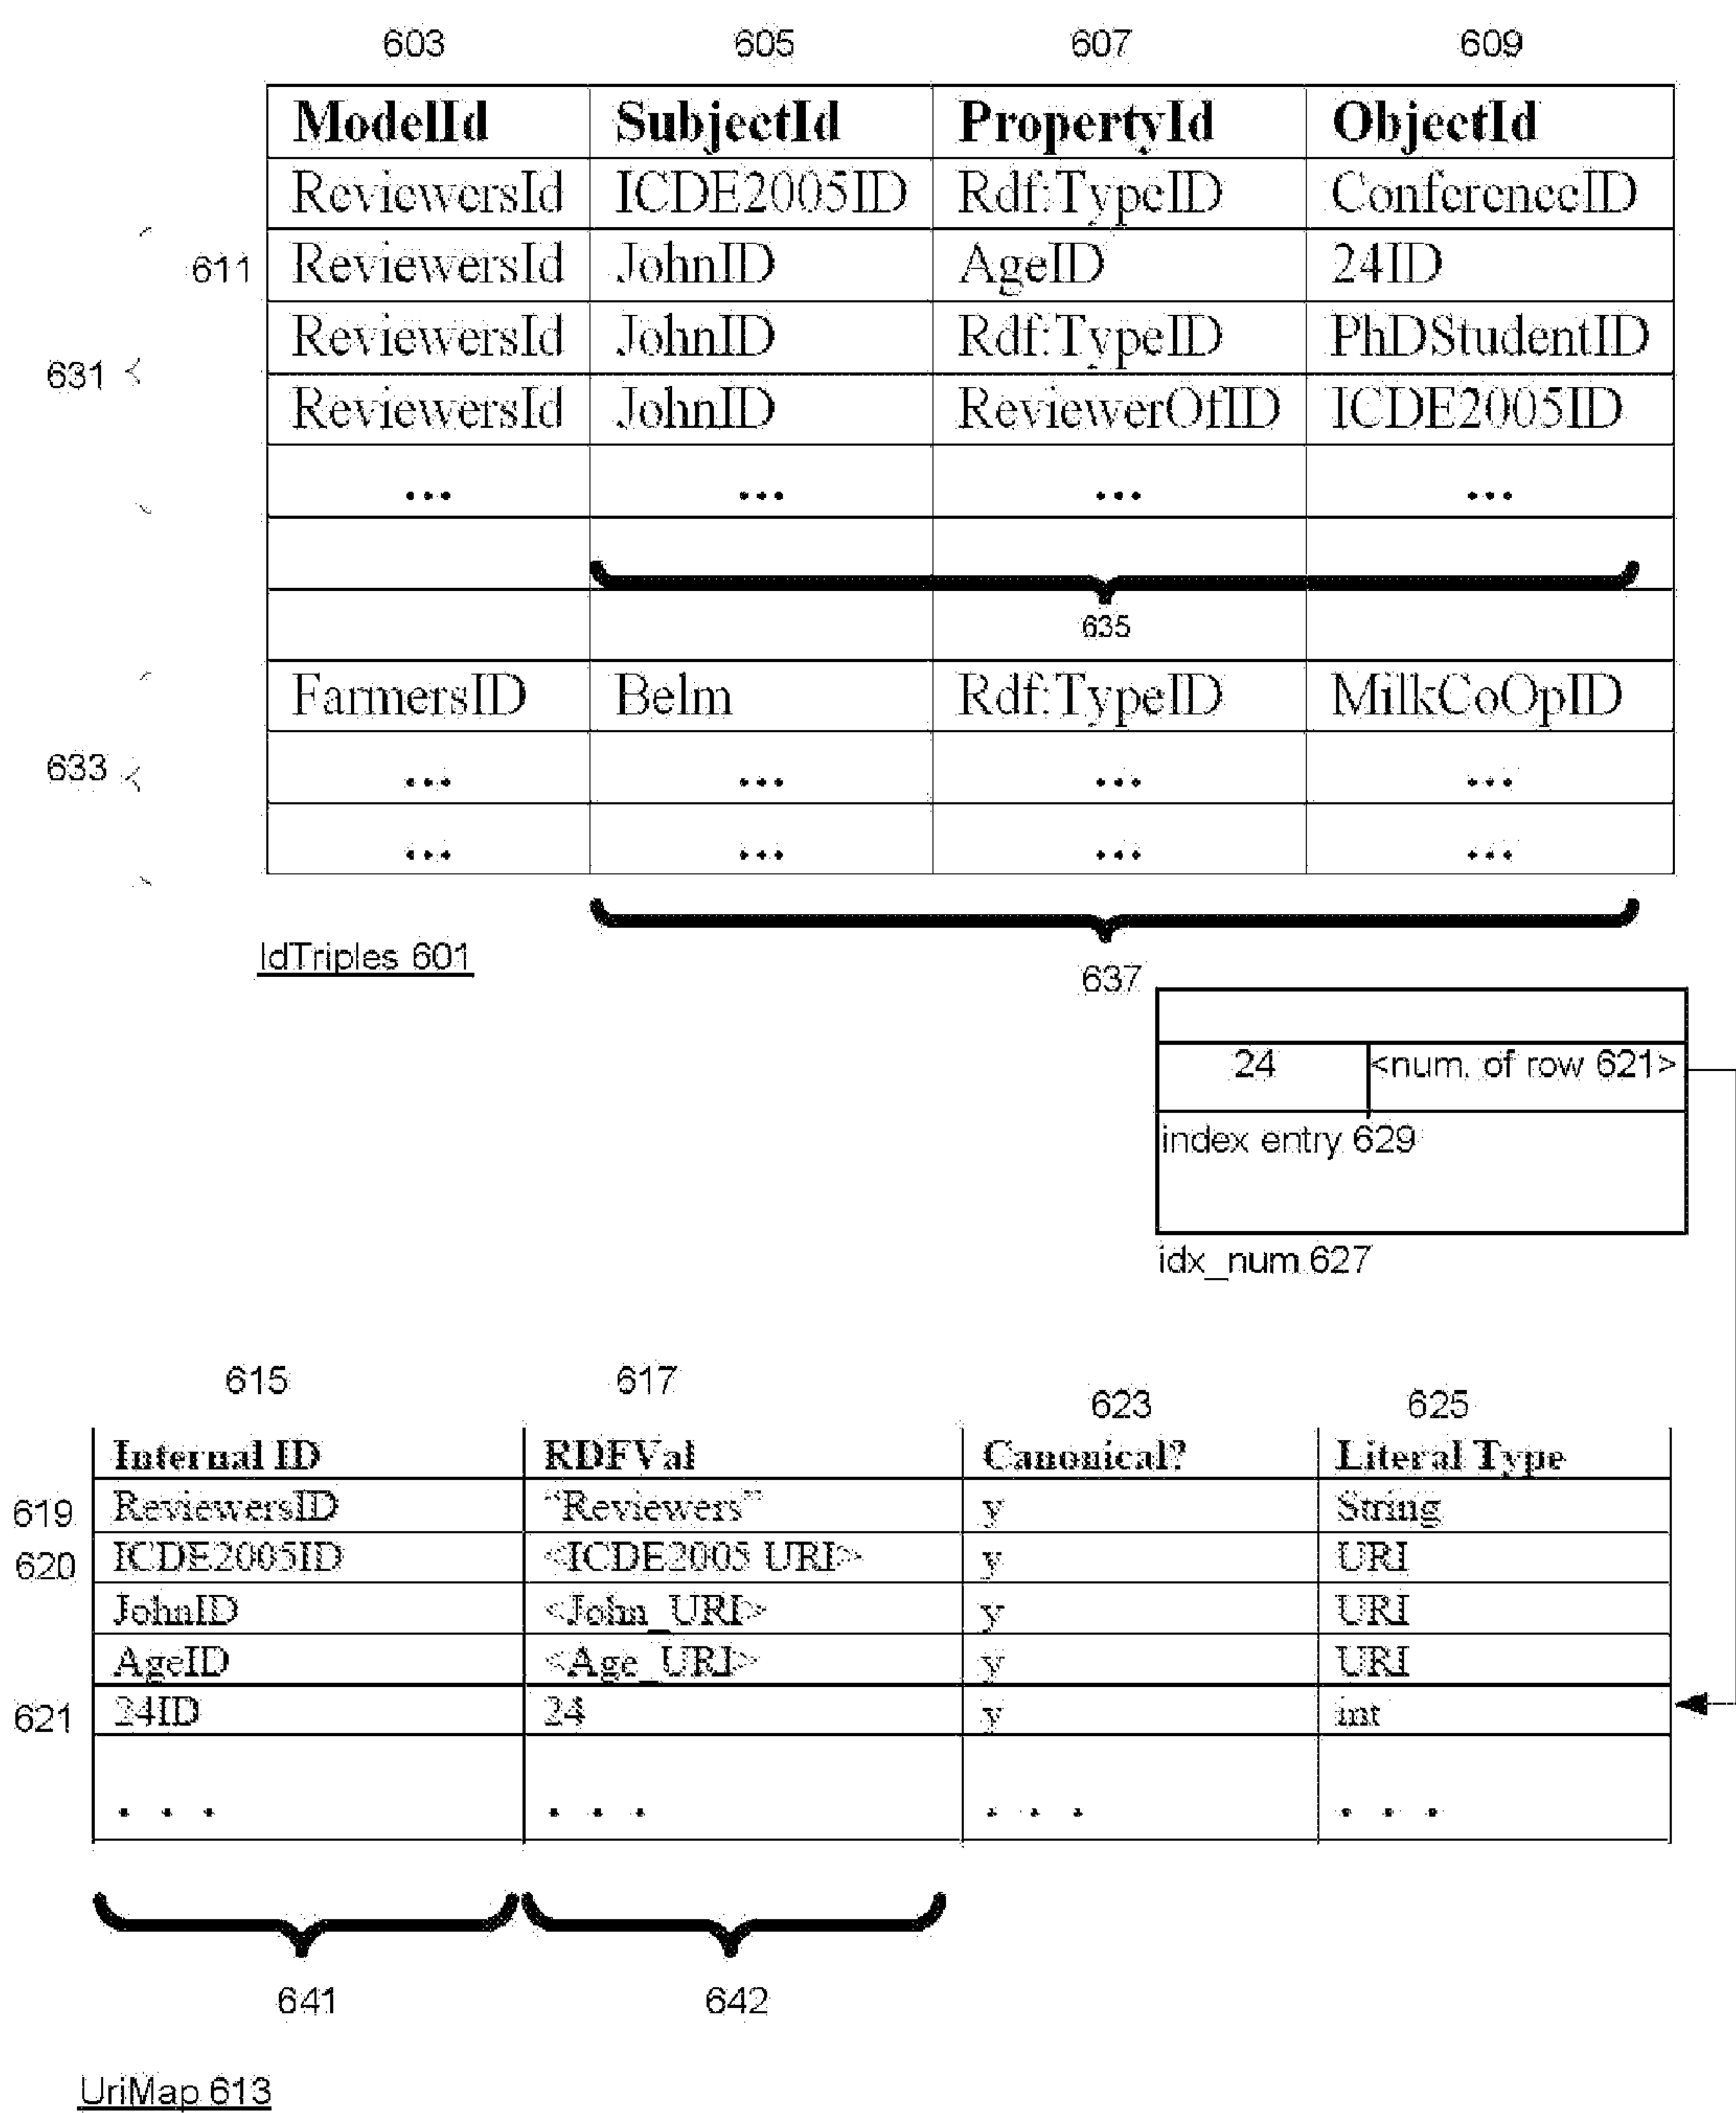 603 605 607 609
ModelId SubjectId PropertyId ObjectId
ReviewersId ICDE2005ID Rdf:TypeID ConferenceID
611 ReviewersId JohnID AgeID 24ID
ReviewersId JohnID Rdf:TypeID PhDStudentID
631
ReviewersId JohnID ReviewerOfID ICDE2005ID
... ... ... ...
635
FarmersID Belm Rdf:TypeID MilkCoOpID
633 ... ... ... ...
... ... ... ...
IdTriples 601
637
24 <num. of row 621>
index entry 629
idx_num 627
615 617 623 625
Internal ID RDFVal Canonical? Literal Type
619 ReviewersID "Reviewers" y String
620 ICDE2005ID <ICDE2005 URI> y URI
JohnID <John_URI> y URI
AgeID <Age_URI> y URI
621 24ID 24 y int
. . . . . . . . . . . .
641 642
UriMap 613